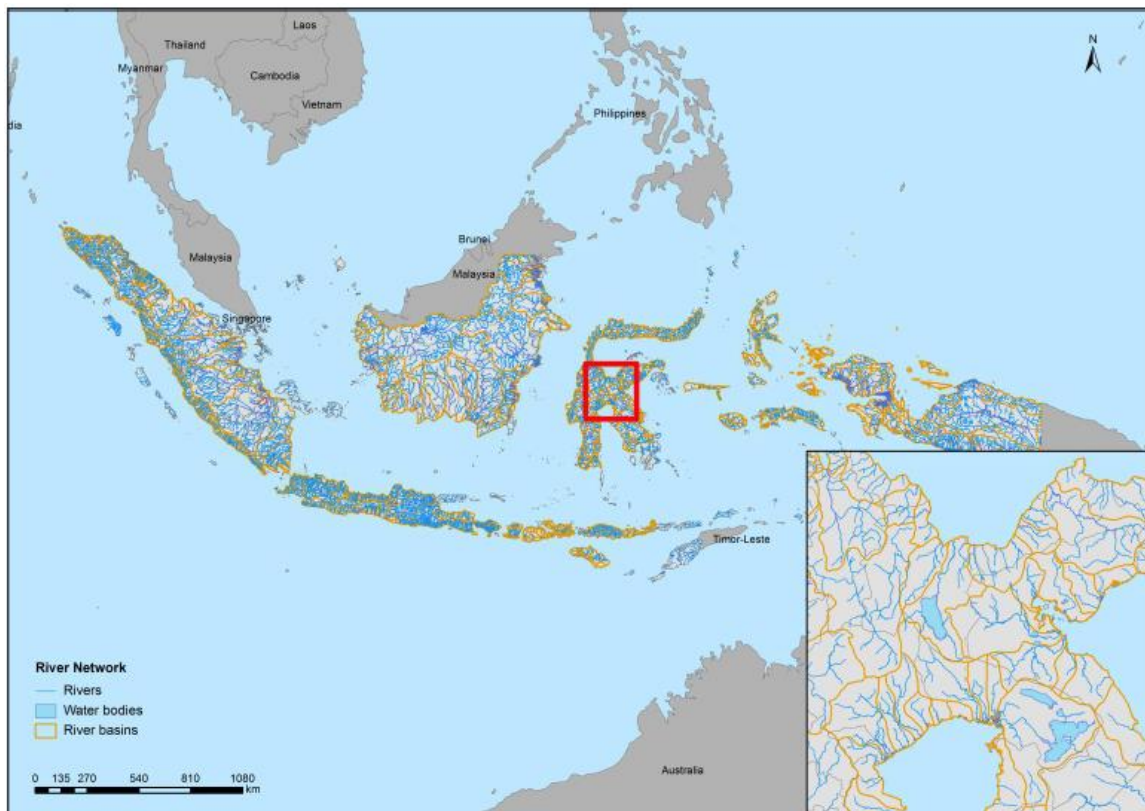 Laos
Thailand
Myanmar
Cambodia
Vietnam
dia
Philippines
N
Brunei
Malaysia
Malaysia
Singapore
Timor-Leste
Australia
River Network
Rivers
Water bodies
River basins
0 135 270 540 810 1080
km